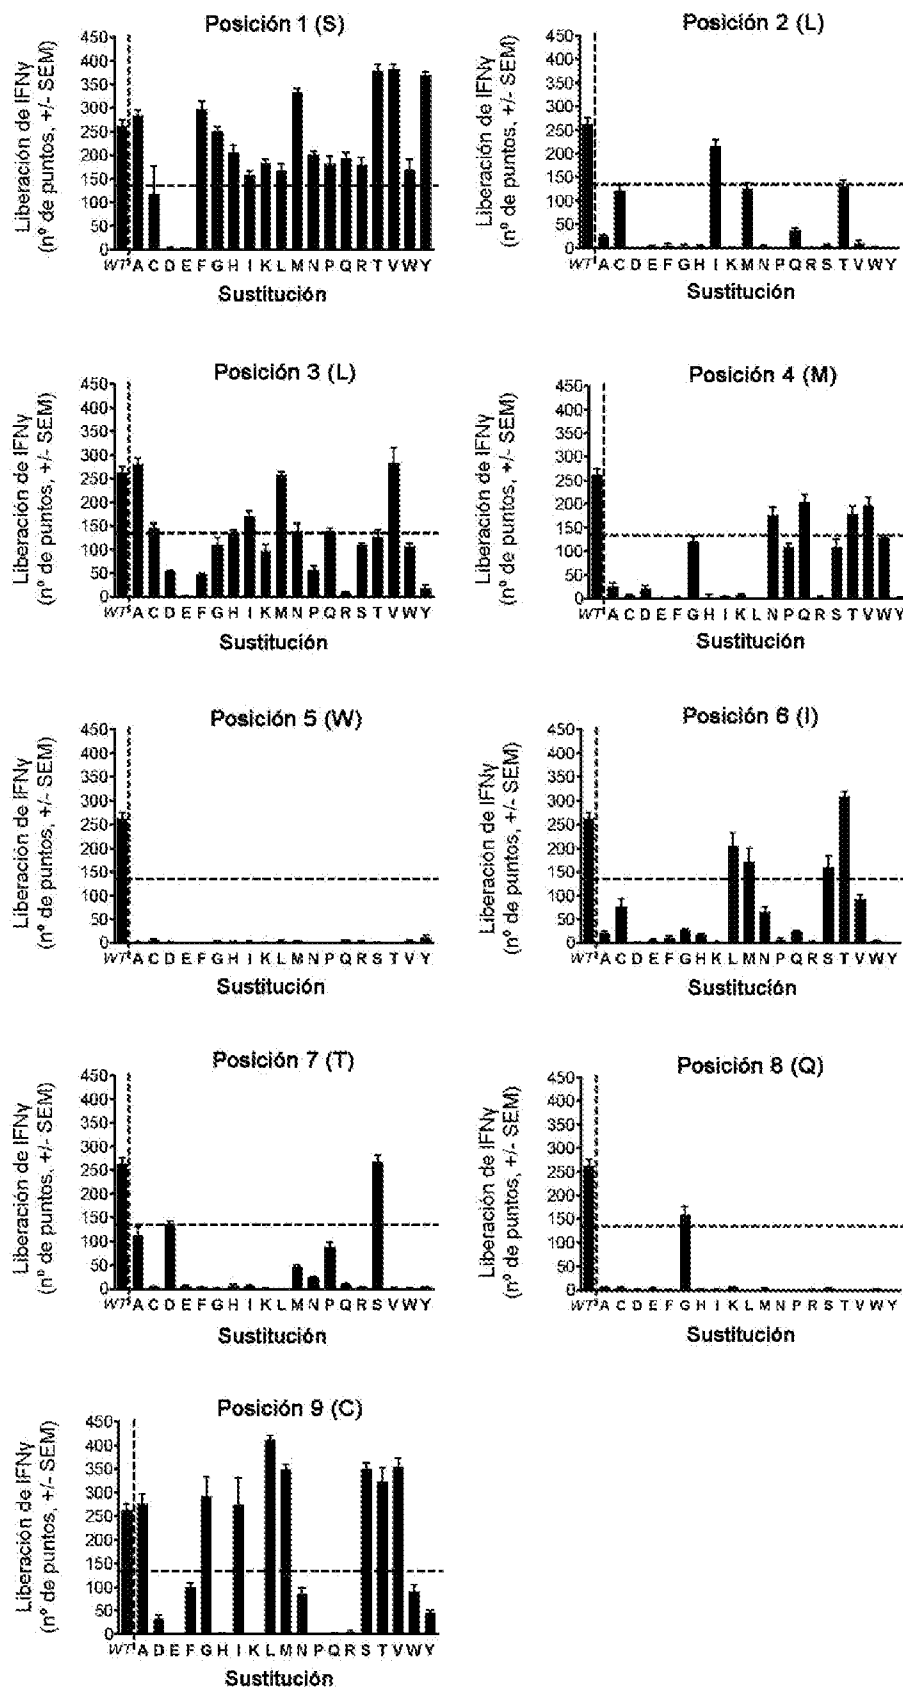 Posición 1 (S)
Liberación de IFNγ
(nº de puntos, +/- SEM)
450
400
350
300
250
200
150
100
50
0
WT A C D E F G H I K L M N P Q R T V W Y
Sustitución
Posición 2 (L)
Liberación de IFNγ
(nº de puntos, +/- SEM)
450
400
350
300
250
200
150
100
50
0
WT A C D E F G H I K M N P Q R S T V W Y
Sustitución
Posición 3 (L)
Liberación de IFNγ
(nº de puntos, +/- SEM)
450
400
350
300
250
200
150
100
50
0
WT A C D E F G H I K M N P Q R S T V W Y
Sustitución
Posición 4 (M)
Liberación de IFNγ
(nº de puntos, +/- SEM)
450
400
350
300
250
200
150
100
50
0
WT A C D E F G H I K L N P Q R S T V W Y
Sustitución
Posición 5 (W)
Liberación de IFNγ
(nº de puntos, +/- SEM)
450
400
350
300
250
200
150
100
50
0
WT A C D E F G H I K L M N P Q R S T V Y
Sustitución
Posición 6 (I)
Liberación de IFNγ
(nº de puntos, +/- SEM)
450
400
350
300
250
200
150
100
50
0
WT A C D E F G H K L M N P Q R S T V W Y
Sustitución
Posición 7 (T)
Liberación de IFNγ
(nº de puntos, +/- SEM)
450
400
350
300
250
200
150
100
50
0
WT A C D E F G H I K L M N P Q R S V W Y
Sustitución
Posición 8 (Q)
Liberación de IFNγ
(nº de puntos, +/- SEM)
450
400
350
300
250
200
150
100
50
0
WT A C D E F G H I K L M N P R S T V W Y
Sustitución
Posición 9 (C)
Liberación de IFNγ
(nº de puntos, +/- SEM)
450
400
350
300
250
200
150
100
50
0
WT A D E F G H I K L M N P Q R S T V W Y
Sustitución